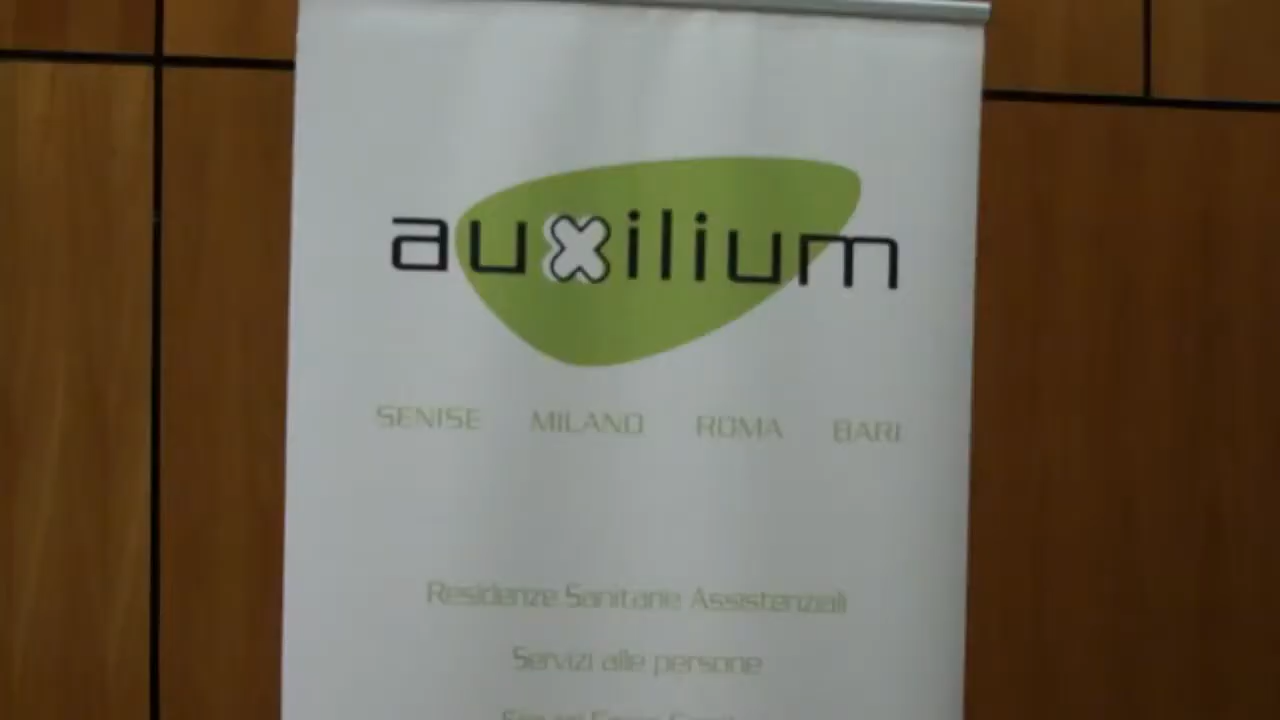 auxilium
SENISE MILANO ROMA BARI
Residenze Sanitarie Assistenziali
Servizi alle persone